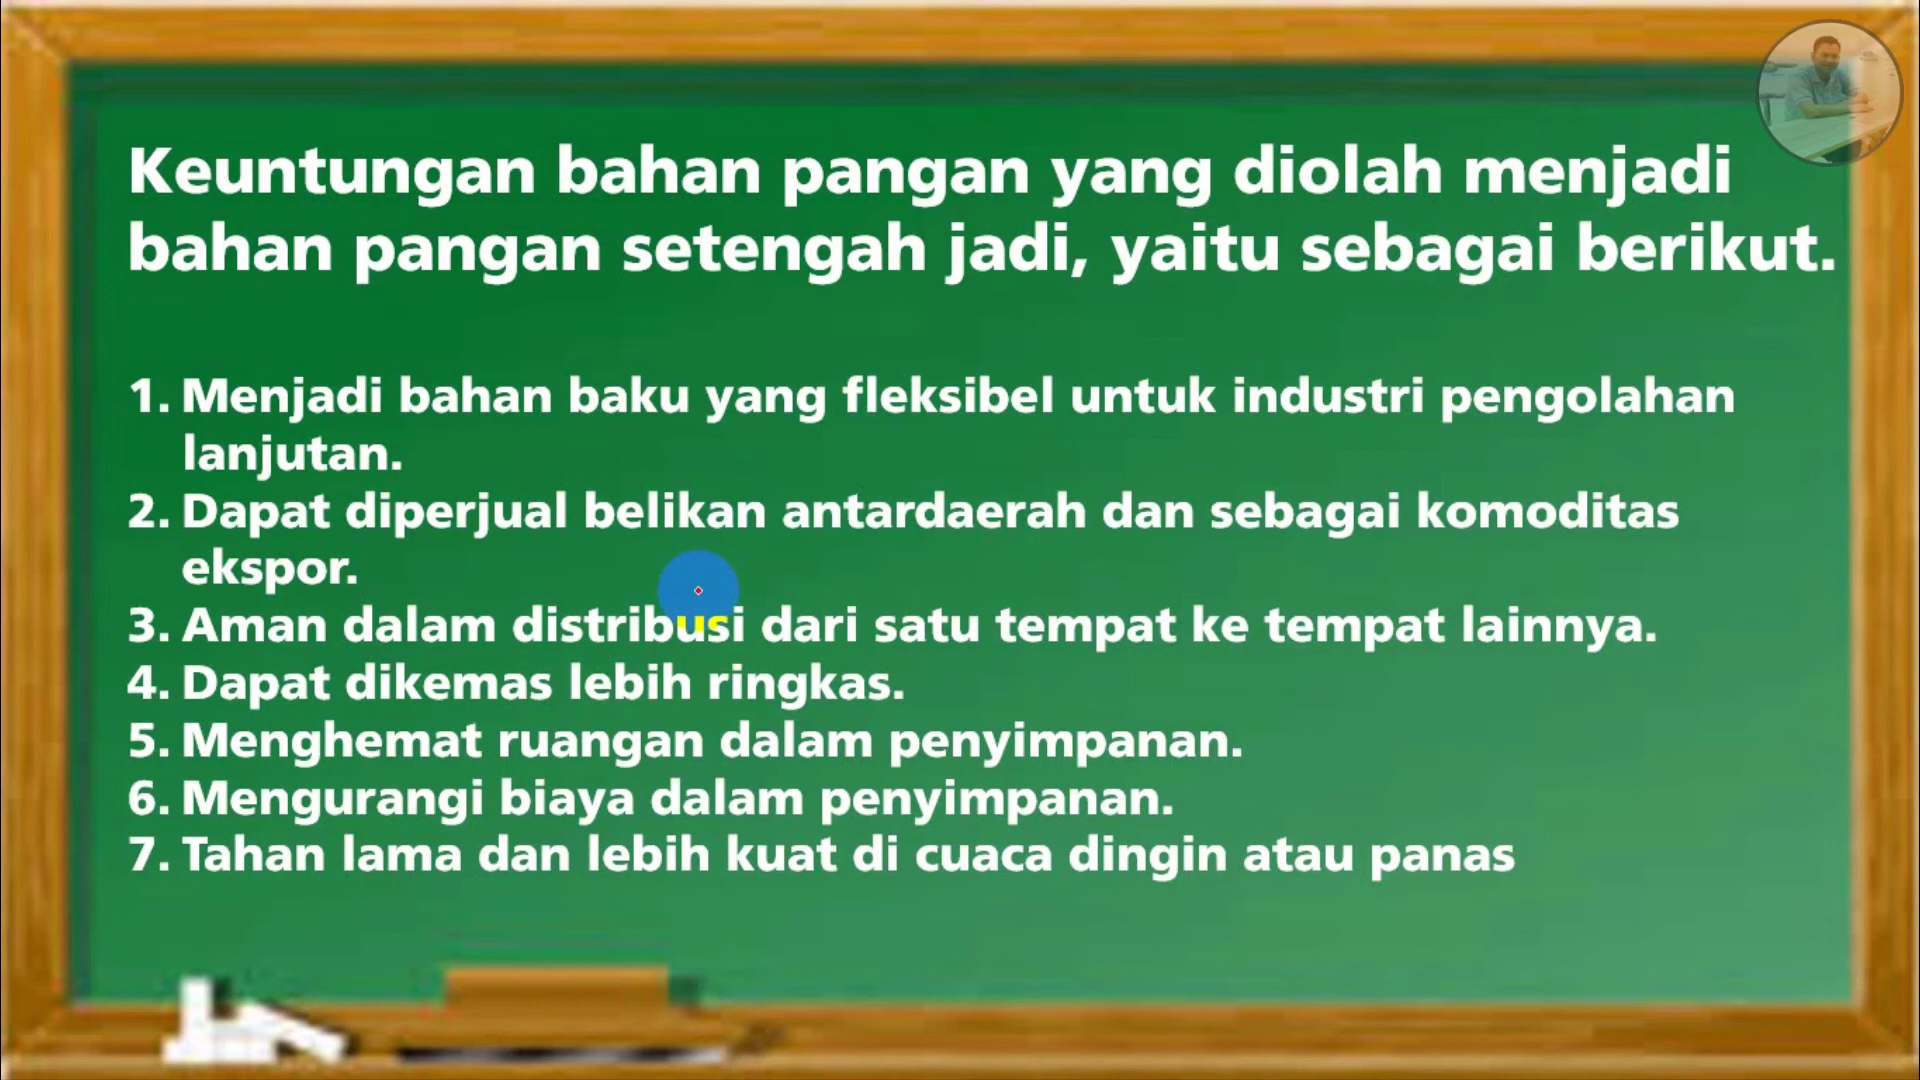 Keuntungan bahan pangan yang diolah menjadi
bahan pangan setengah jadi, yaitu sebagai berikut.
1. Menjadi bahan baku yang fleksibel untuk industri pengolahan
lanjutan.
2. Dapat diperjual belikan antardaerah dan sebagai komoditas
ekspor.
3. Aman dalam distribusi dari satu tempat ke tempat lainnya.
4. Dapat dikemas lebih ringkas.
5. Menghemat ruangan dalam penyimpanan.
6. Mengurangi biaya dalam penyimpanan.
7. Tahan lama dan lebih kuat di cuaca dingin atau panas